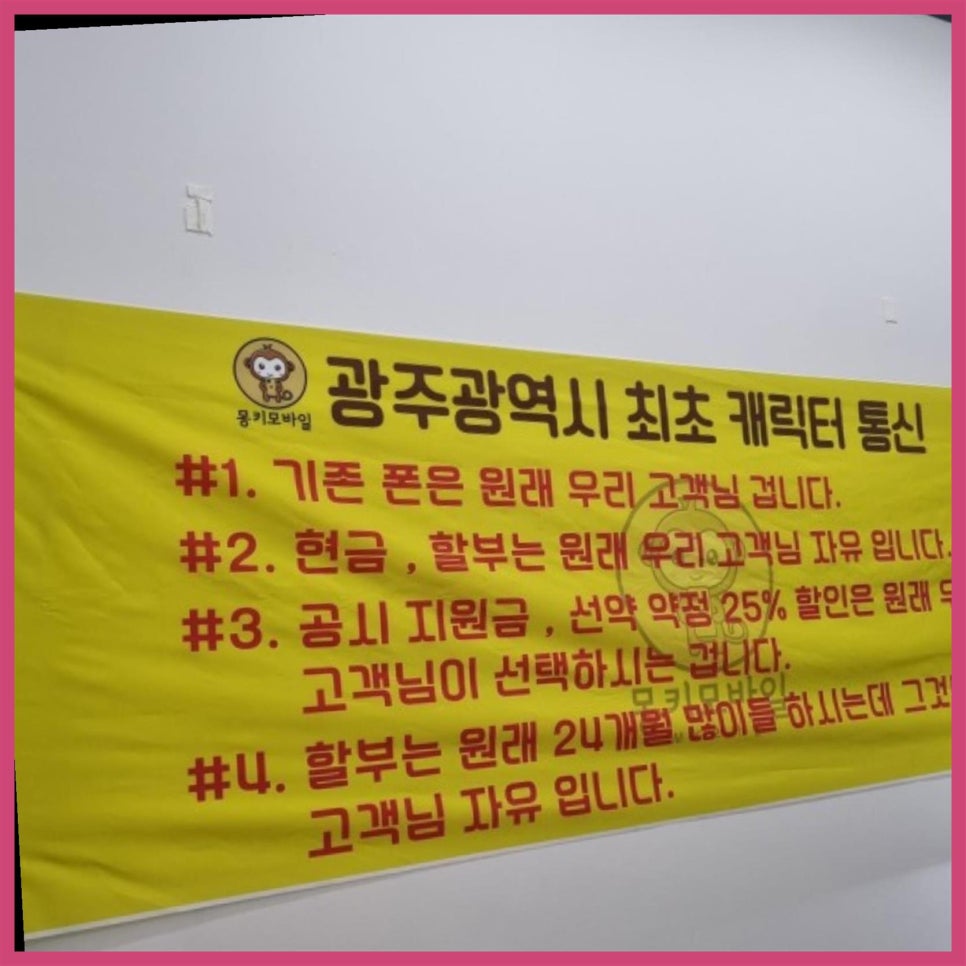 몽키모바일
광주광역시 최초 캐릭터 통신
#1. 기존 폰은 원래 우리 고객님 겁니다.
#2. 현금 , 할부는 원래 우리 고객님 자유 입니다.
#3. 공시 지원금 , 선약 약정 25% 할인은 원래
고객님이 선택하시는 겁니다.
#4. 할부는 원래 24개월 많이들 하시는데
고객님 자유 입니다.
몽키모바일